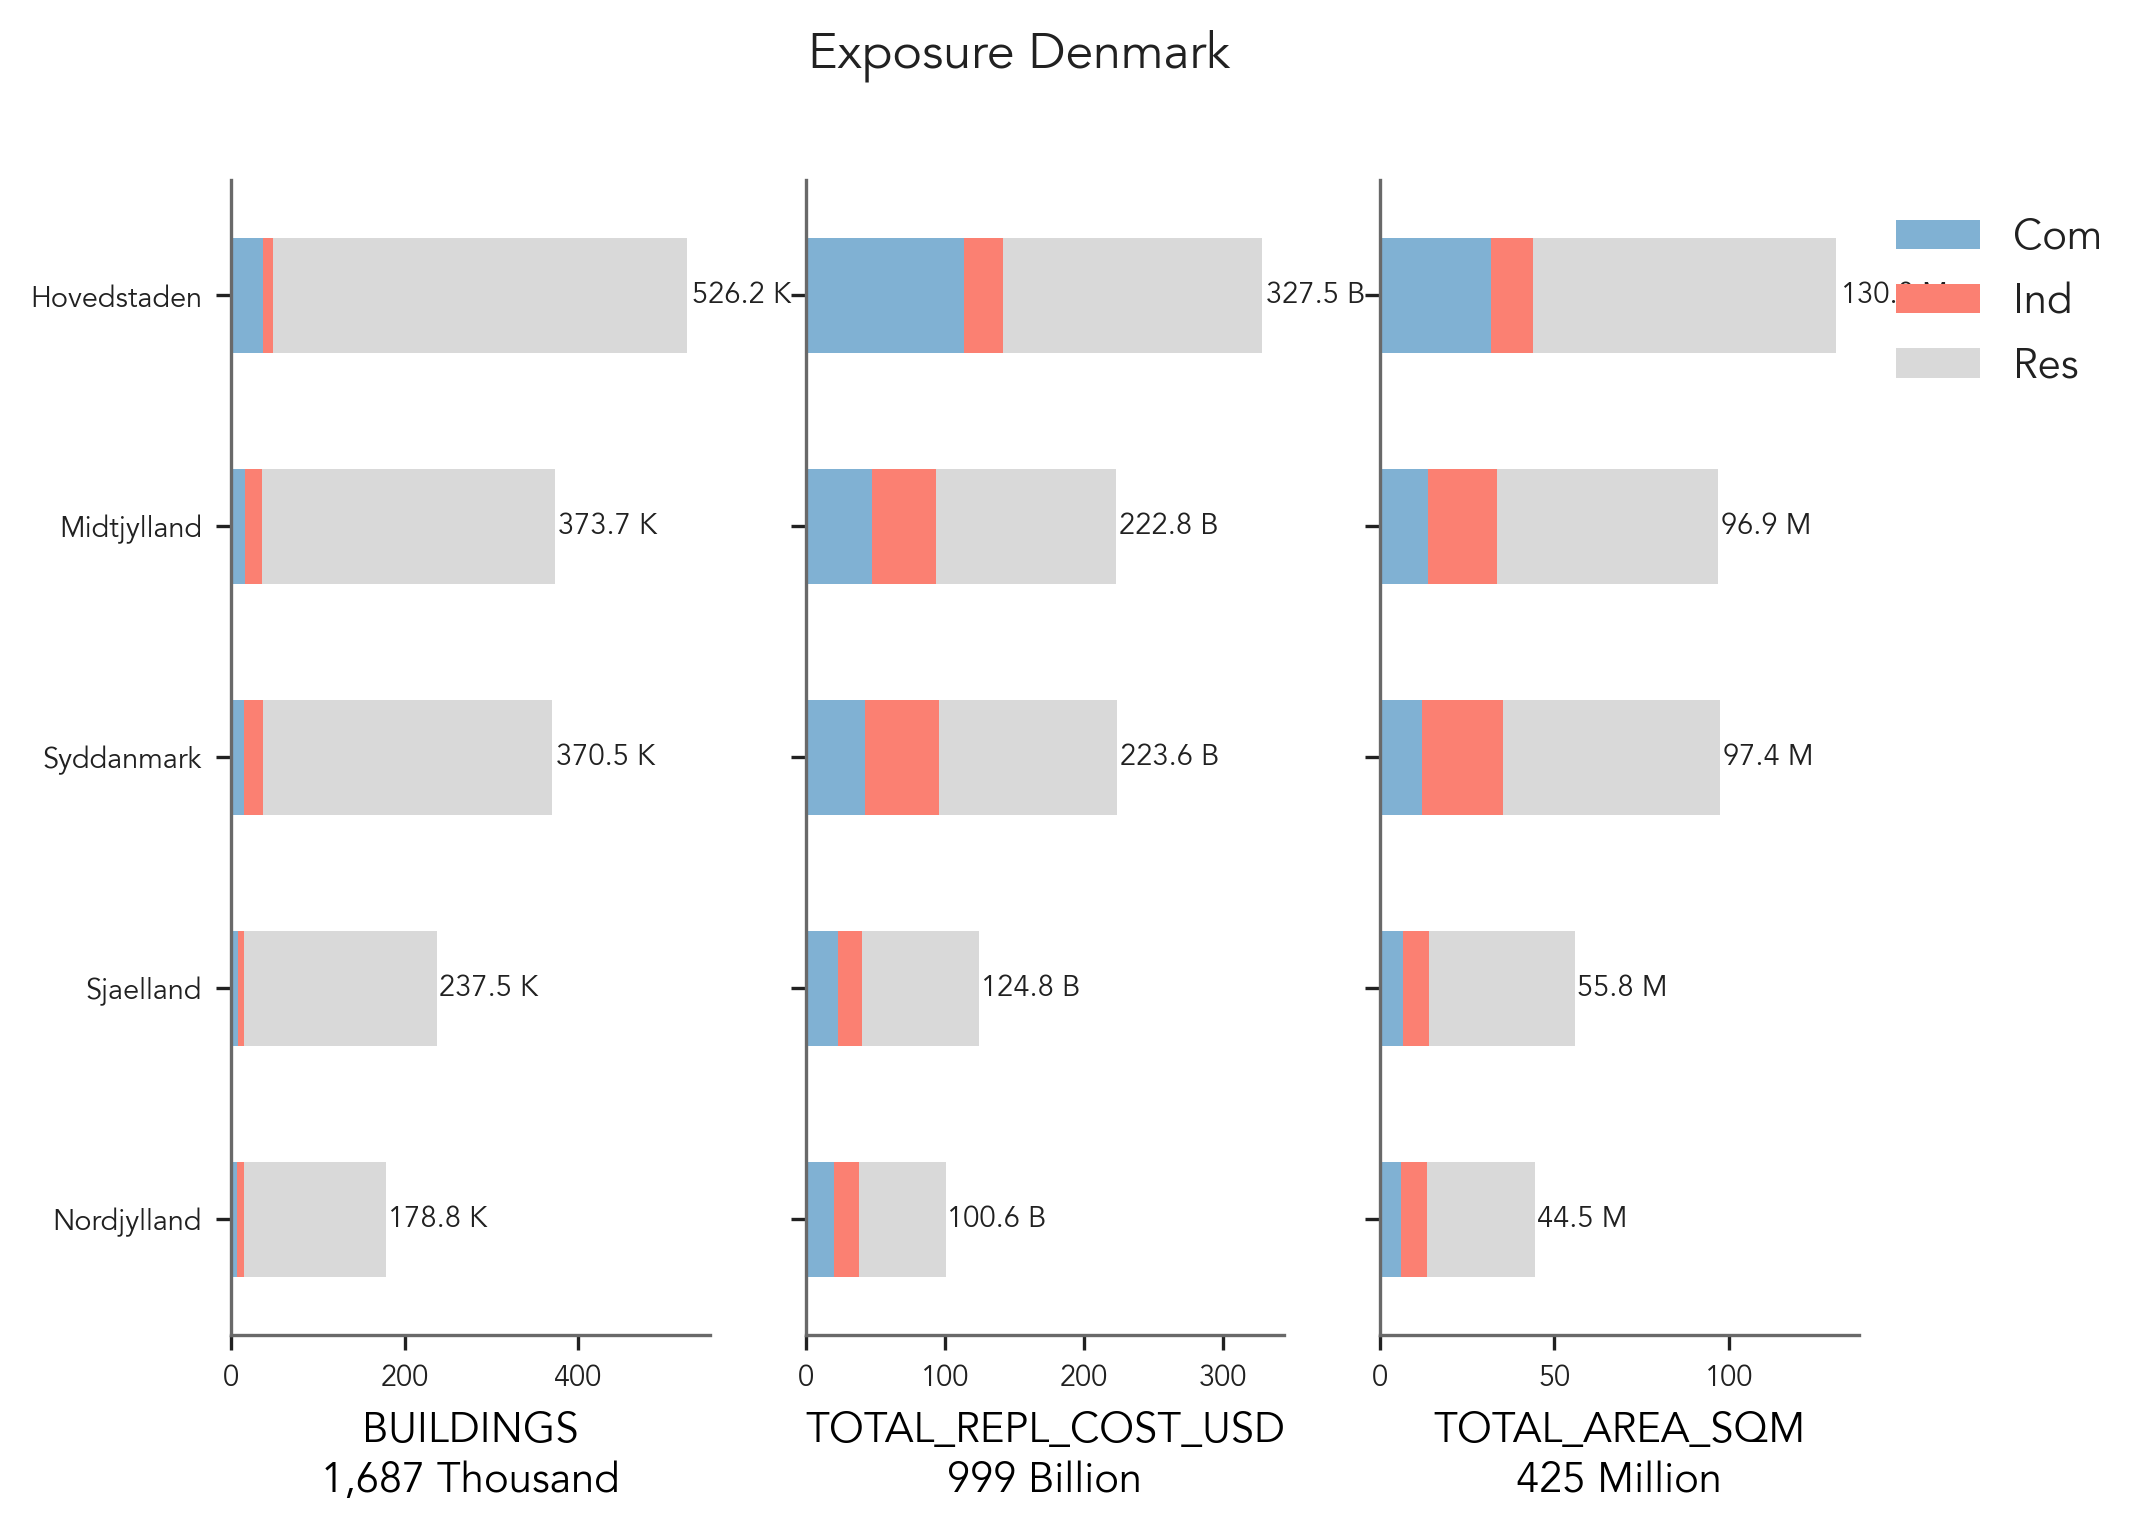 Exposure Denmark
Com
Ind
Res
Hovedstaden
526.2 K
327.5 B
Midtjylland
373.7 K
222.8 B
96.9 M
Syddanmark
370.5 K
223.6 B
97.4 M
Sjaelland
237.5 K
124.8 B
55.8 M
Nordjylland
178.8 K
100.6 B
44.5 M
0 200 400
0 100 200 300
0 50 100
BUILDINGS
1,687 Thousand
TOTAL_REPL_COST_USD
999 Billion
TOTAL_AREA_SQM
425 Million